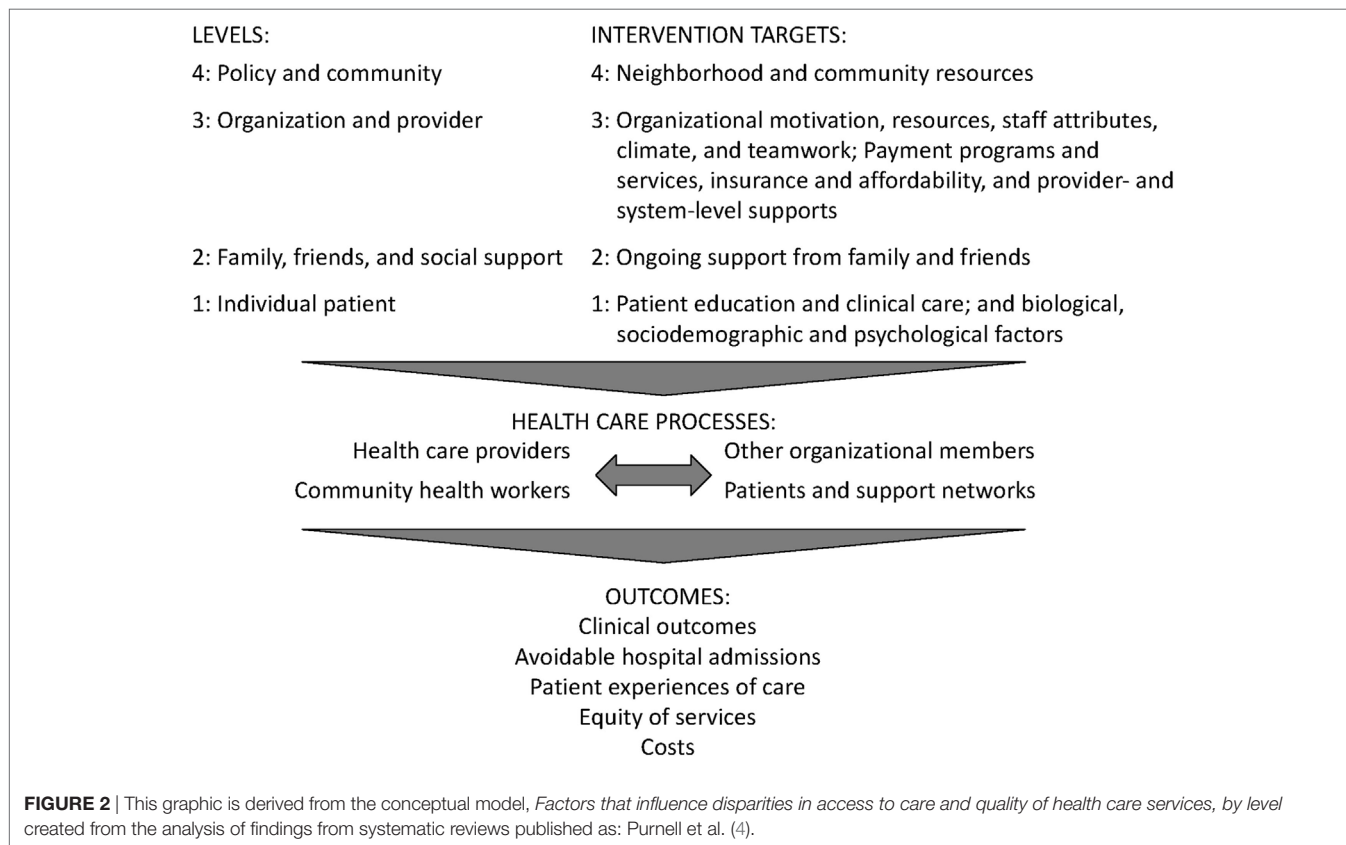 LEVELS:
INTERVENTION TARGETS:
4: Policy and community
4: Neighborhood and community resources
3: Organization and provider
3: Organizational motivation, resources, staff attributes,
climate, and teamwork; Payment programs and
services, insurance and affordability, and provider- and
system-level supports
2: Family, friends, and social support
2: Ongoing support from family and friends
1: Individual patient
1: Patient education and clinical care; and biological,
sociodemographic and psychological factors
HEALTH CARE PROCESSES:
Health care providers
Other organizational members
Community health workers
Patients and support networks
OUTCOMES:
Clinical outcomes
Avoidable hospital admissions
Patient experiences of care
Equity of services
Costs
FIGURE 2 | This graphic is derived from the conceptual model, Factors that influence disparities in access to care and quality of health care services, by level
created from the analysis of findings from systematic reviews published as: Purnell et al. (4).